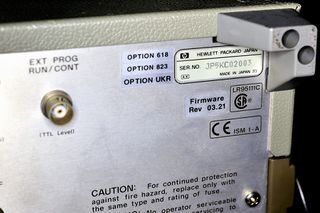 EXT PROG
RUN/CONT
(TTL Level)
OPTION 618
OPTION 823
OPTION UKR
HEWLETT PACKARD JAPAN
SER.NO. JP5KC02003
MADE IN JAPAN
Firmware
Rev 03.21
LR95111C
CE ISM 1-A
CAUTION: For continued protection
against fire hazard, replace only with
the same type and rating of fuse.
NO operator serviceable